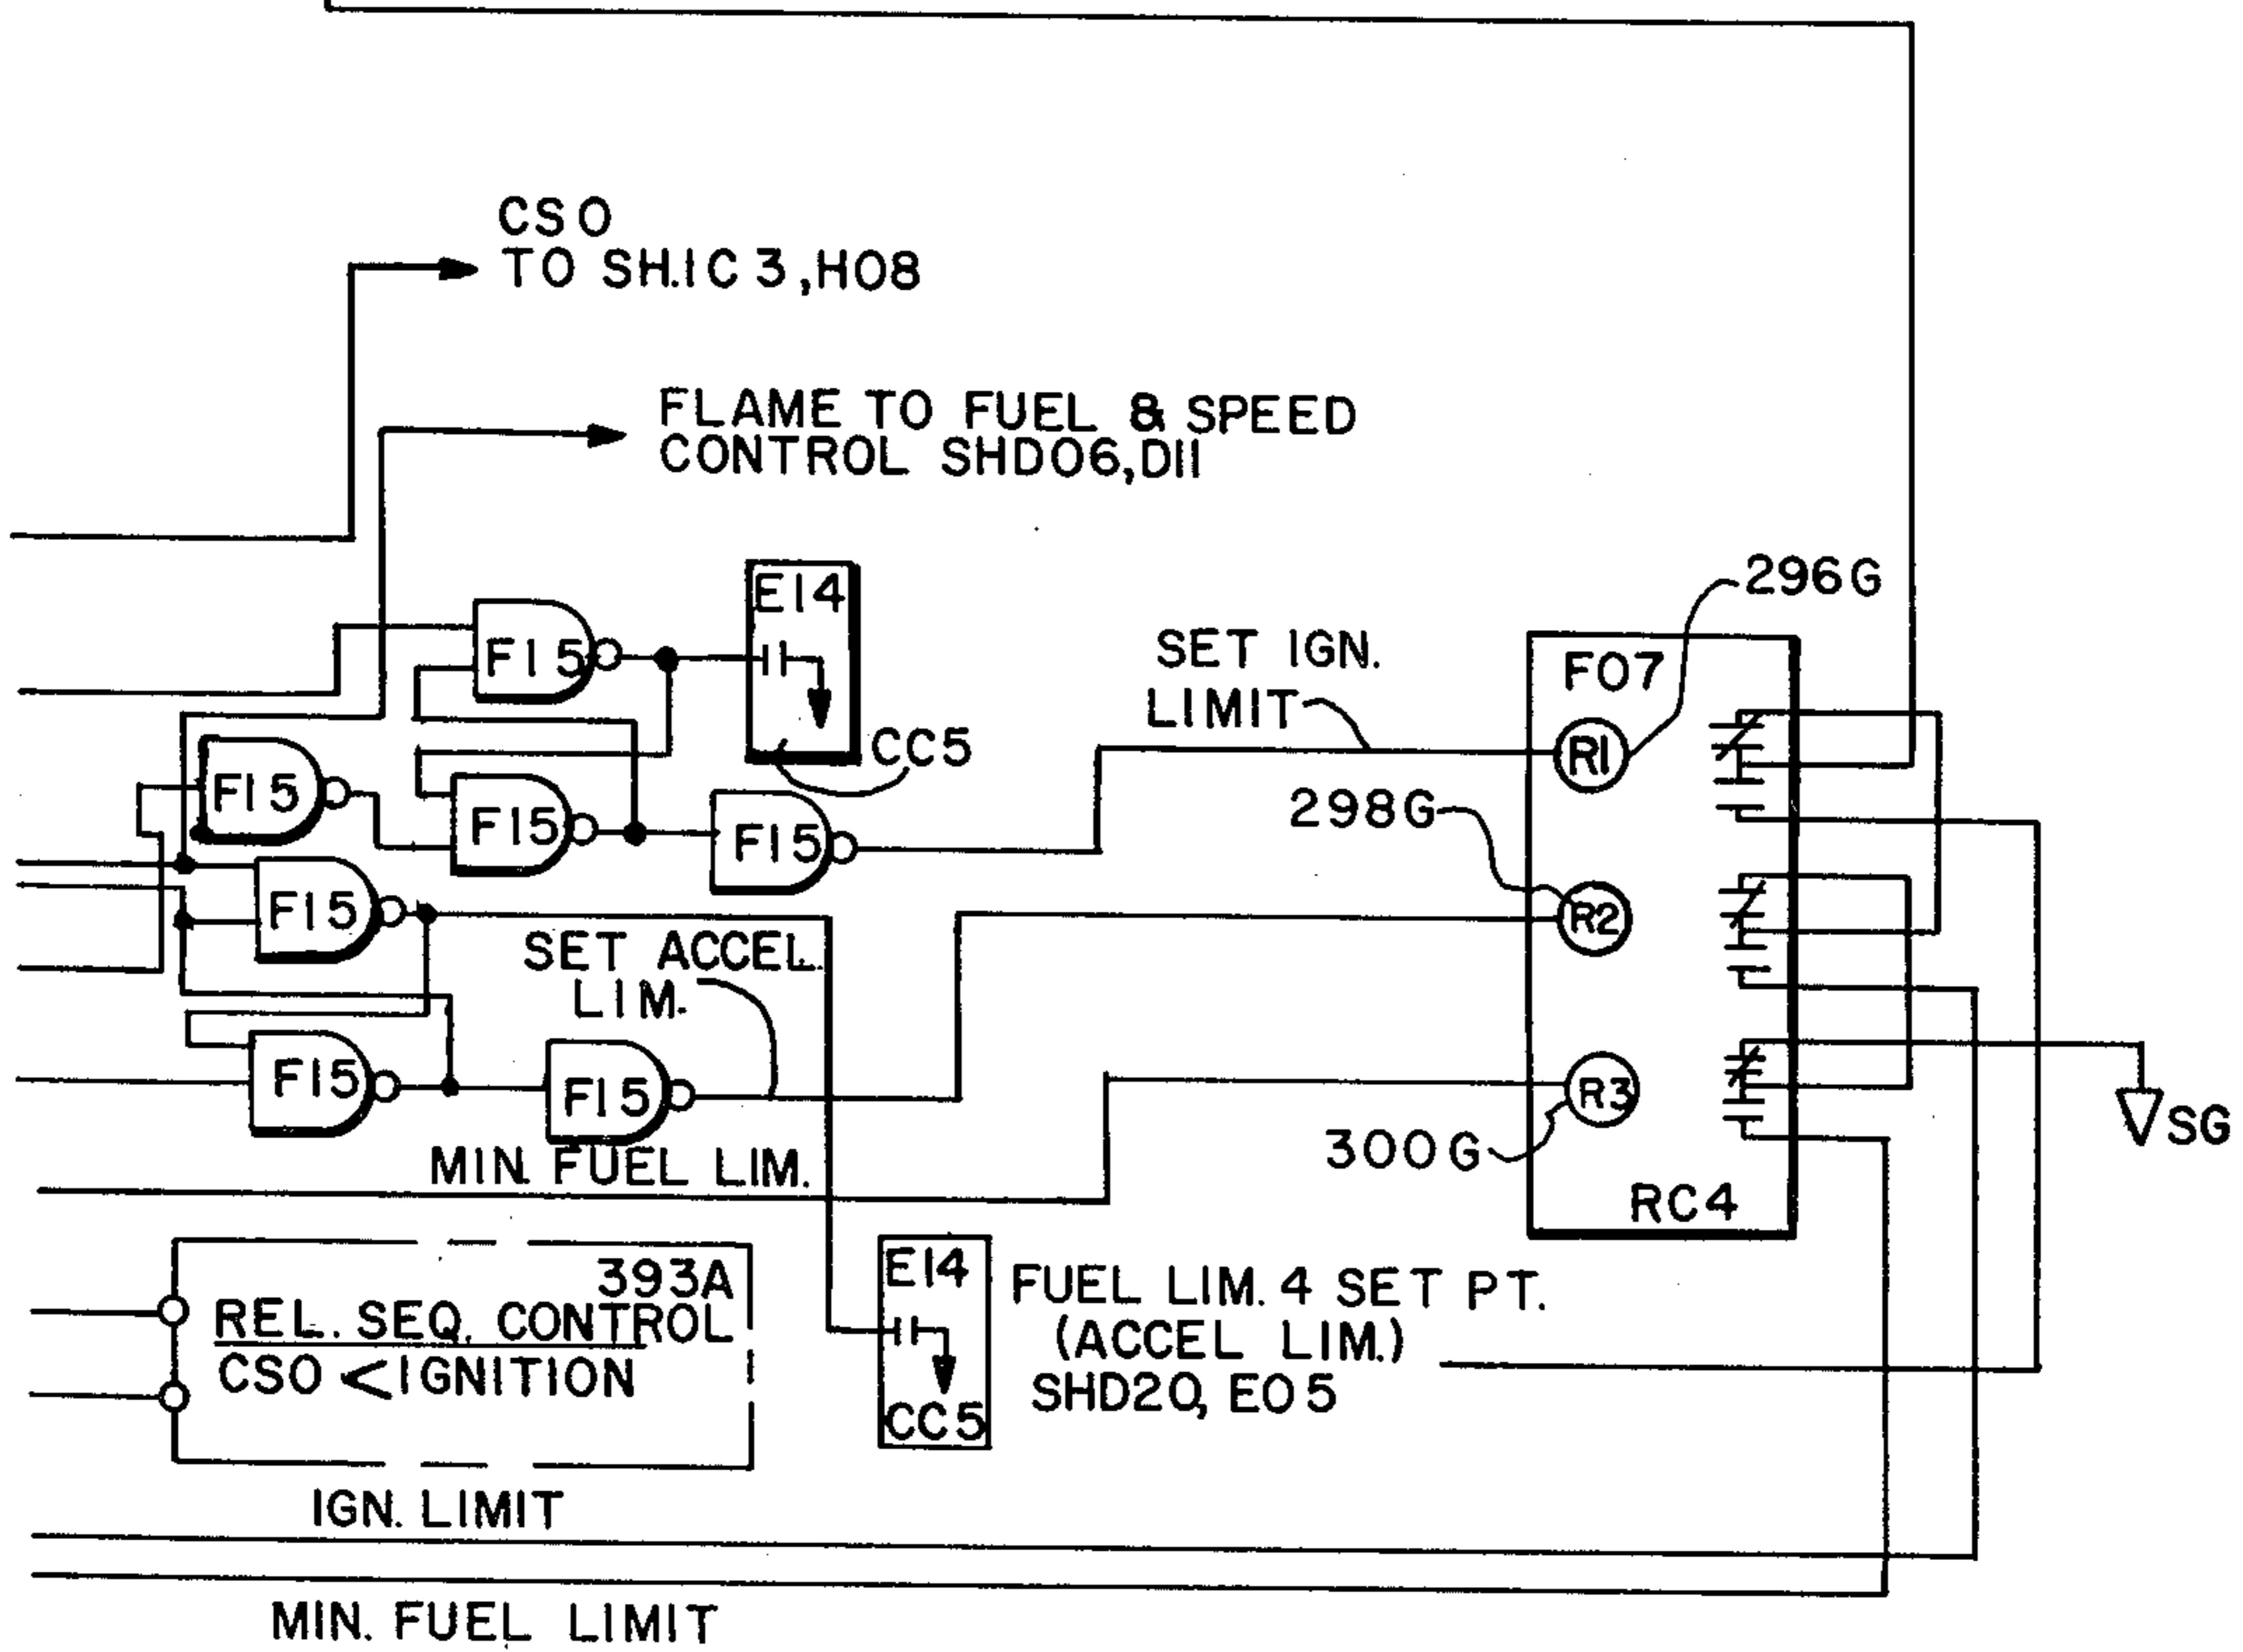 CSO
TO SH.1C 3,H08
FLAME TO FUEL & SPEED
CONTROL SHD06,D11
E14
296G
F15
SET IGN.
LIMIT
F07
CC5
R1
F15
F15
F15
298G
F15
R2
SET ACCEL.
LIM.
F15
F15
R3
SG
300G
MIN. FUEL LIM.
RC4
393A
REL. SEQ. CONTROL
CSO < IGNITION
E14
CC5
FUEL LIM. 4 SET PT.
(ACCEL LIM.)
SHD20, E05
IGN. LIMIT
MIN. FUEL LIMIT